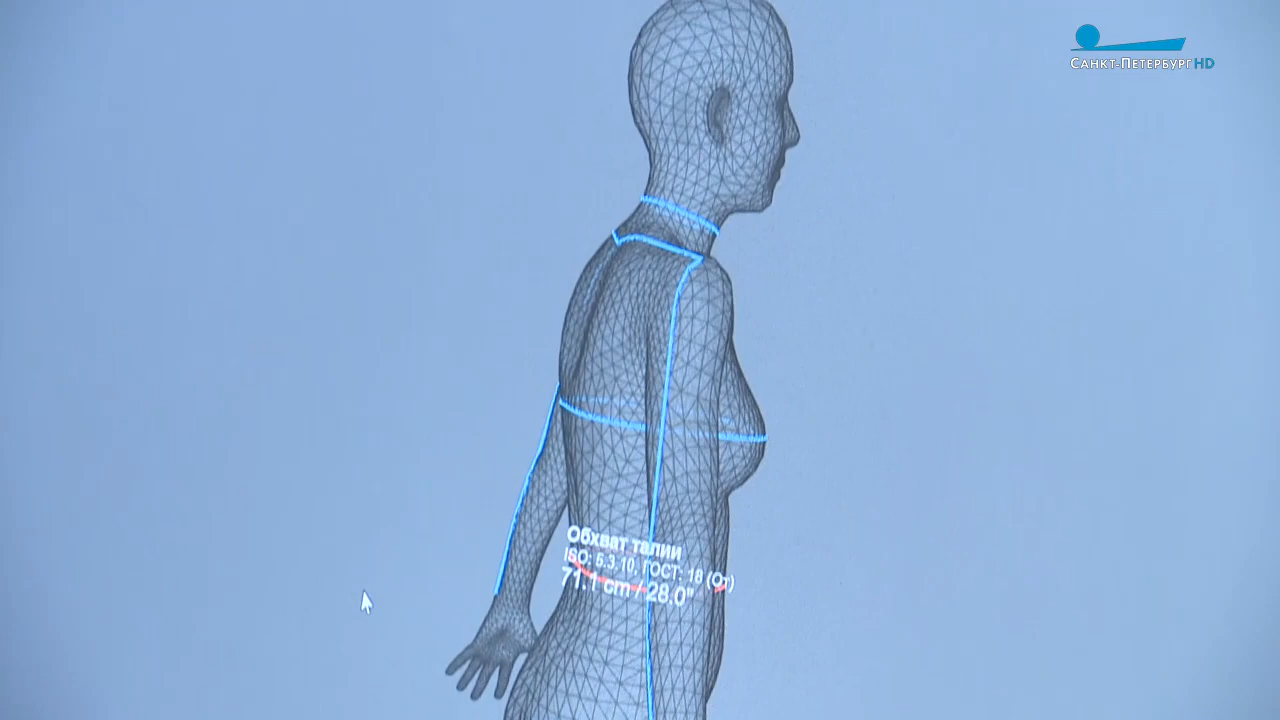 Санкт-Петербург HD
Обхват талии
ISO: 5.3.10, ГОСТ: 18 (От)
71.1 cm / 28.0"